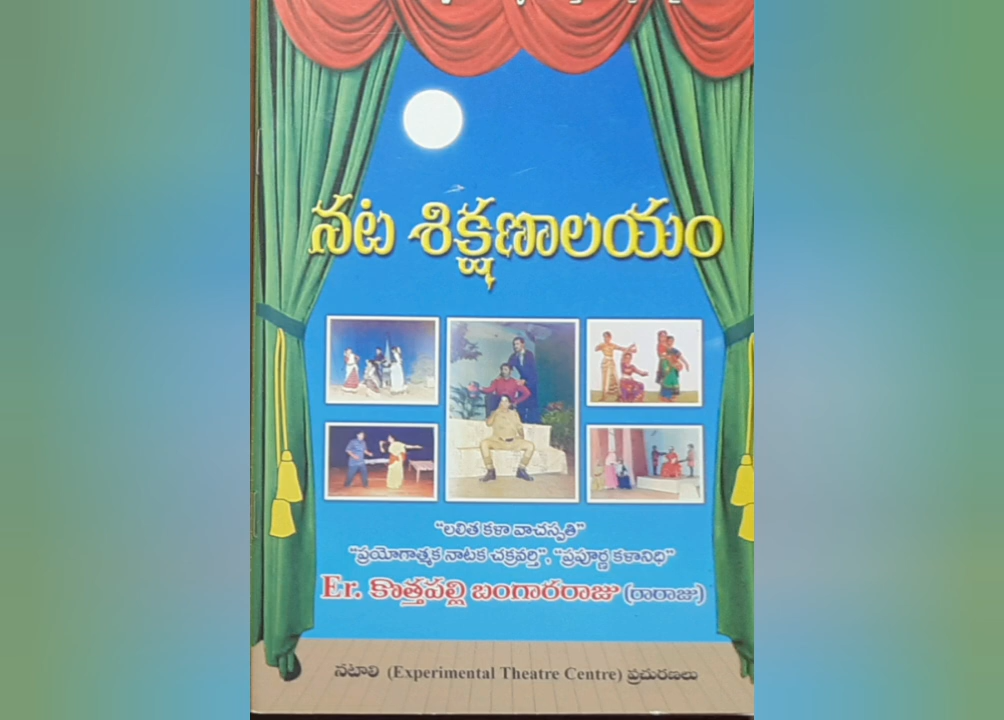 నట శిక్షణాలయం
“లలిత కళా వాచస్పతి”
“ప్రయోగాత్మక నాటక చక్రవర్తి”, “ప్రపూర్ణ కళానిధి”
Er. కొత్తపల్లి బంగారరాజు (రారాజు)
నటాలి (Experimental Theatre Centre) ప్రచురణలు